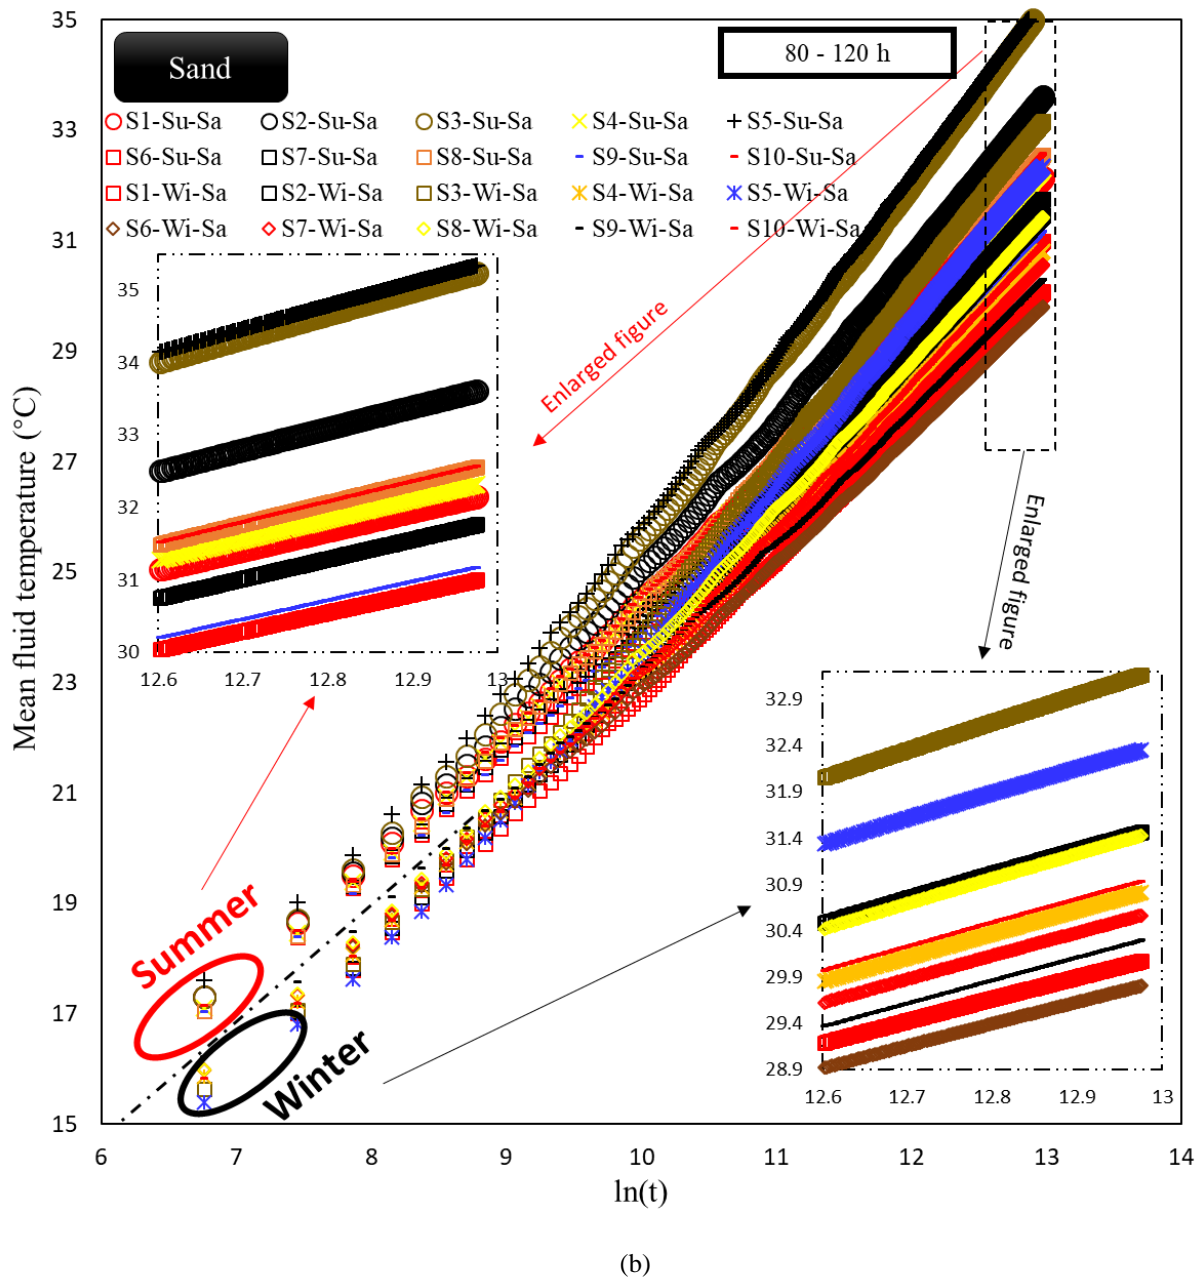 35
33
31
29
27
25
23
21
19
17
15
Mean fluid temperature (°C)
Sand
80 - 120 h
S1-Su-Sa S2-Su-Sa S3-Su-Sa S4-Su-Sa S5-Su-Sa
S6-Su-Sa S7-Su-Sa S8-Su-Sa S9-Su-Sa S10-Su-Sa
S1-Wi-Sa S2-Wi-Sa S3-Wi-Sa S4-Wi-Sa S5-Wi-Sa
S6-Wi-Sa S7-Wi-Sa S8-Wi-Sa S9-Wi-Sa S10-Wi-Sa
35
34
33
32
31
30
12.6 12.7 12.8 12.9 13
Enlarged figure
Enlarged figure
Summer
Winter
32.9
32.4
31.9
31.4
30.9
30.4
29.9
29.4
28.9
12.6 12.7 12.8 12.9 13
6 7 8 9 10 11 12 13 14
ln(t)
(b)